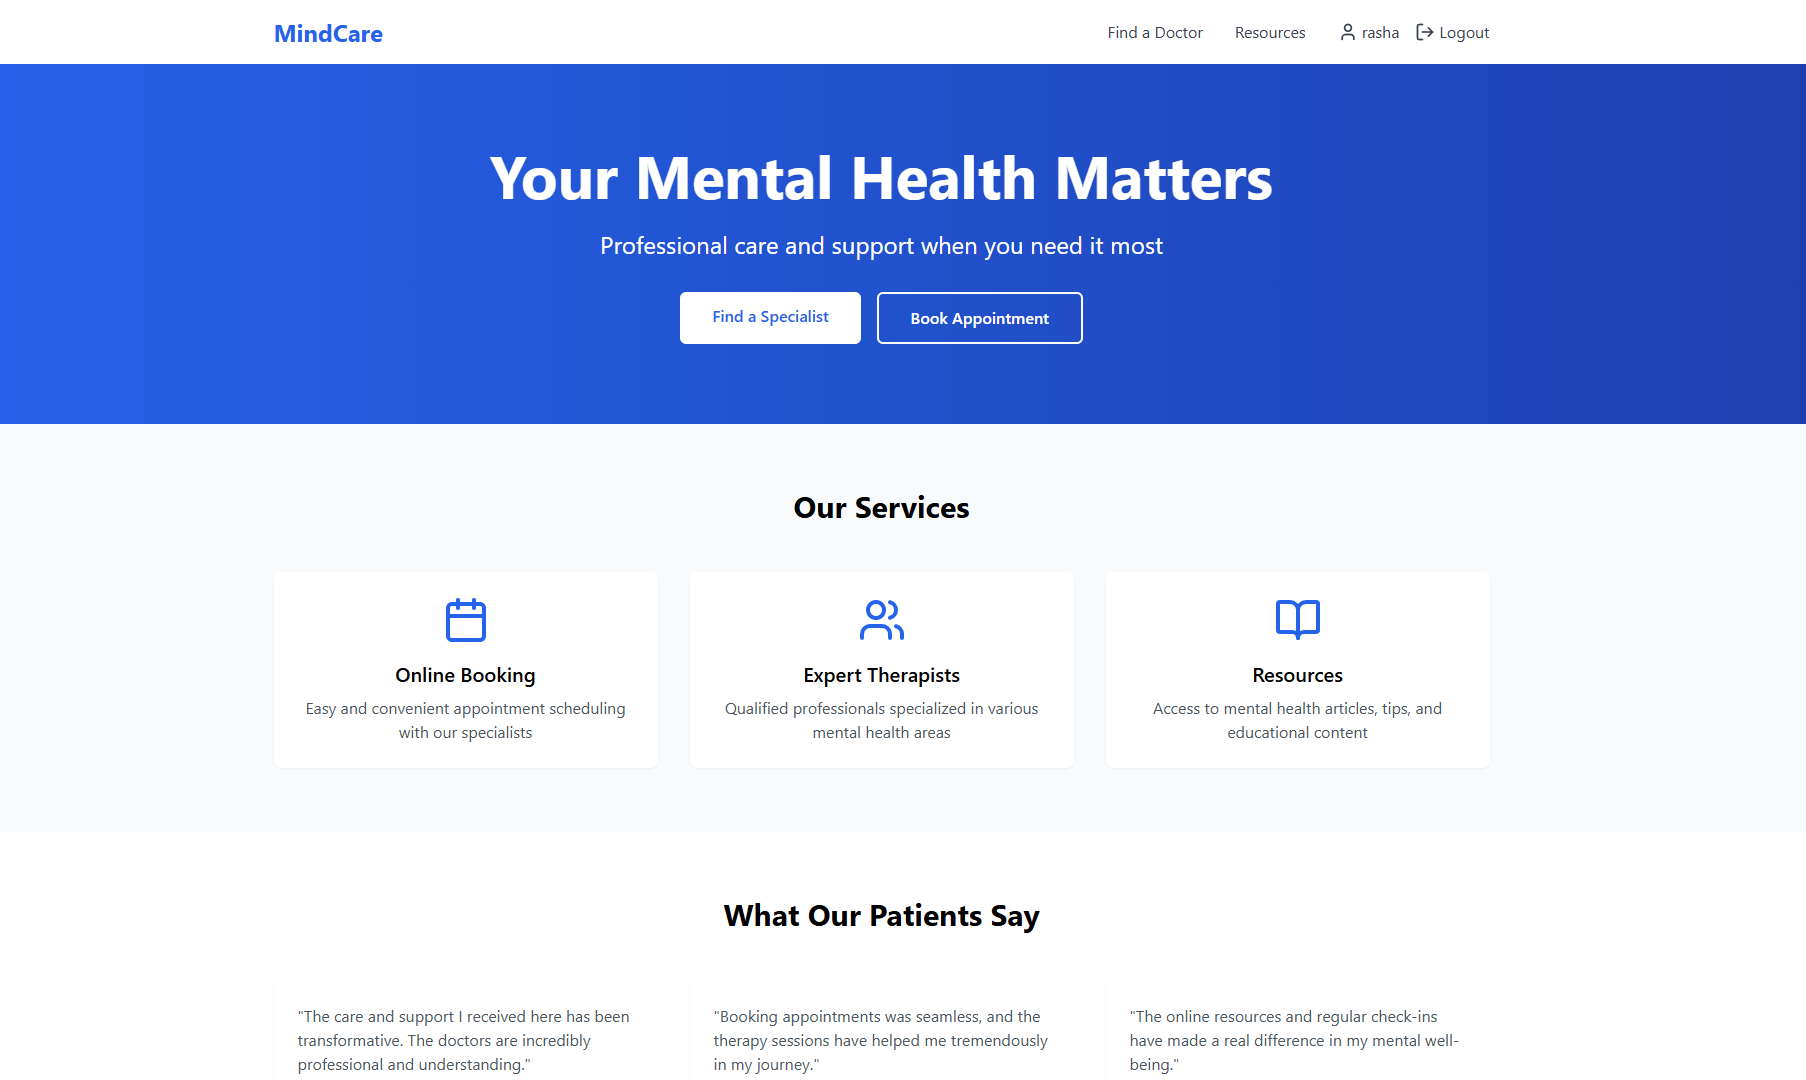 MindCare
Find a Doctor
Resources
rasha
Logout
Your Mental Health Matters
Professional care and support when you need it most
Find a Specialist
Book Appointment
Our Services
Online Booking
Easy and convenient appointment scheduling
with our specialists
Expert Therapists
Qualified professionals specialized in various
mental health areas
Resources
Access to mental health articles, tips, and
educational content
What Our Patients Say
"The care and support I received here has been
transformative. The doctors are incredibly
professional and understanding."
"Booking appointments was seamless, and the
therapy sessions have helped me tremendously
in my journey."
"The online resources and regular check-ins
have made a real difference in my mental well-
being."